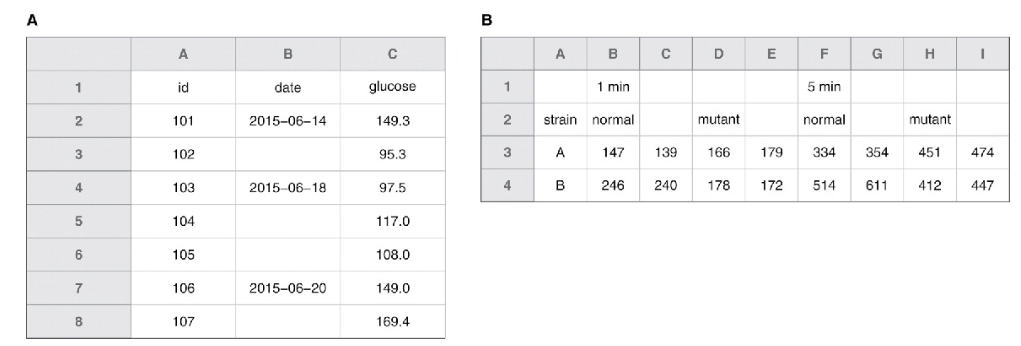 A
A B C
1 id date glucose
2 101 2015–06–14 149.3
3 102 95.3
4 103 2015–06–18 97.5
5 104 117.0
6 105 108.0
7 106 2015–06–20 149.0
8 107 169.4
B
A B C D E F G H I
1 1 min 5 min
2 strain normal mutant normal mutant
3 A 147 139 166 179 334 354 451 474
4 B 246 240 178 172 514 611 412 447